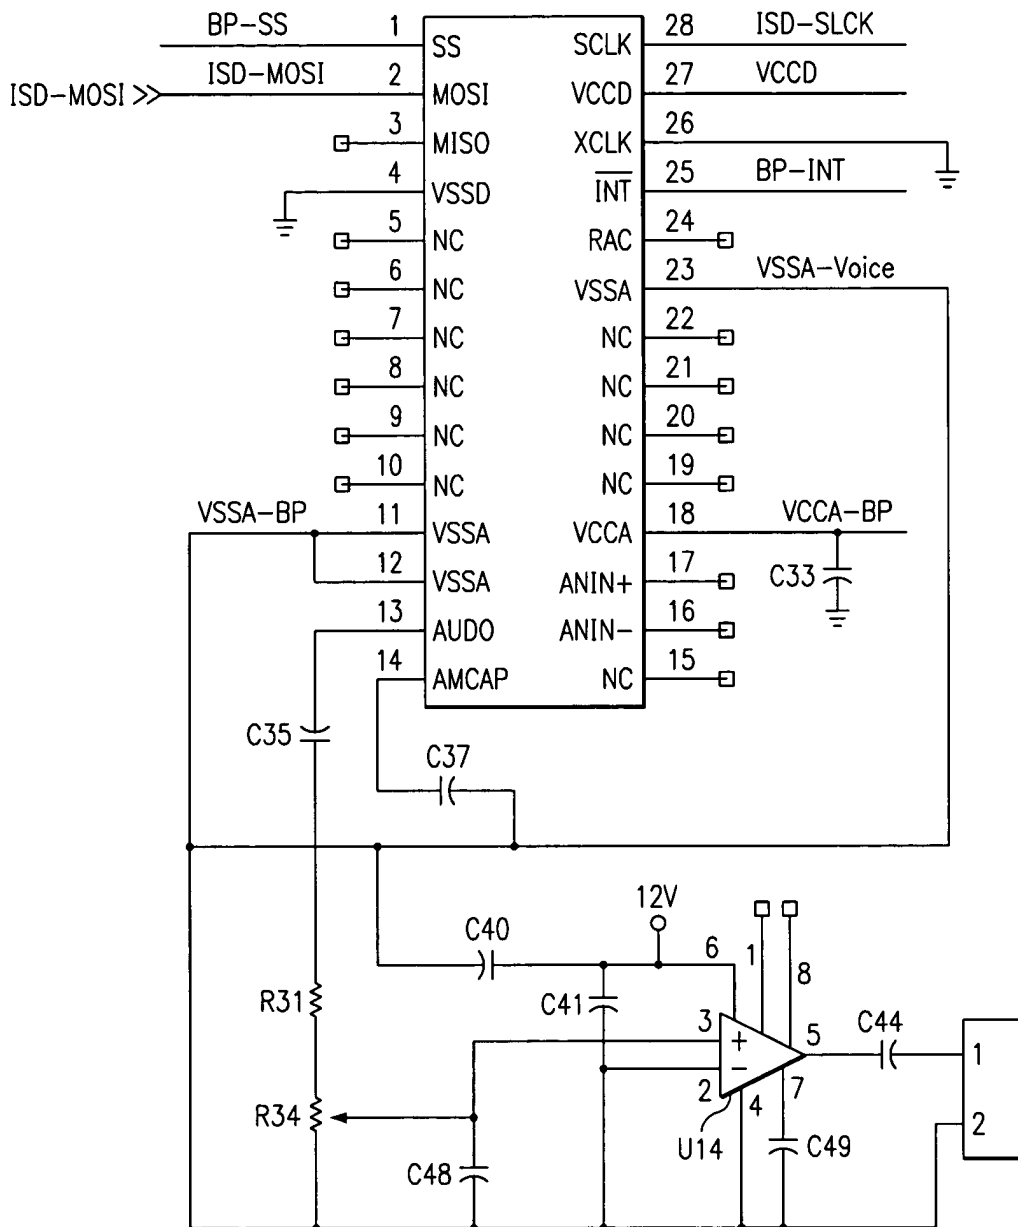 BP-SS 1 SS SCLK 28 ISD-SLCK
ISD-MOSI ISD-MOSI 2 MOSI VCCD 27 VCCD
3 MISO XCLK 26
4 VSSD INT 25 BP-INT
5 NC RAC 24
6 NC VSSA 23 VSSA-Voice
7 NC NC 22
8 NC NC 21
9 NC NC 20
10 NC NC 19
VSSA-BP 11 VSSA VCCA 18 VCCA-BP
12 VSSA ANIN+ 17 C33
13 AUDO ANIN- 16
14 AMCAP NC 15
C35
C37
12V
C40 6 1 8
C41
R31
3 + 5 C44 1
2 - 4 7
R34
U14 C49 2
C48